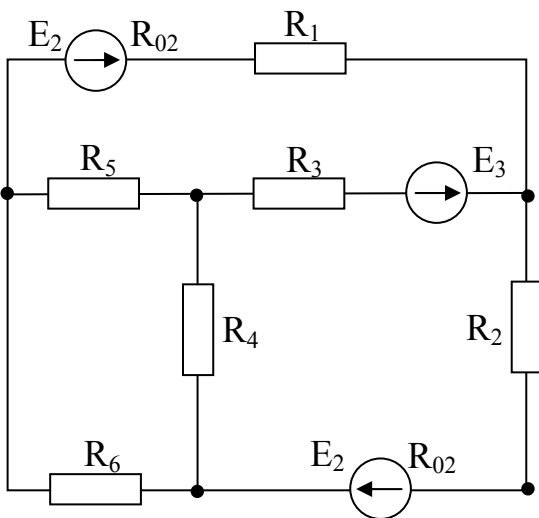 E₂ R₀₂ R₁
R₅ R₃ E₃
R₄ R₂
R₆ E₂ R₀₂